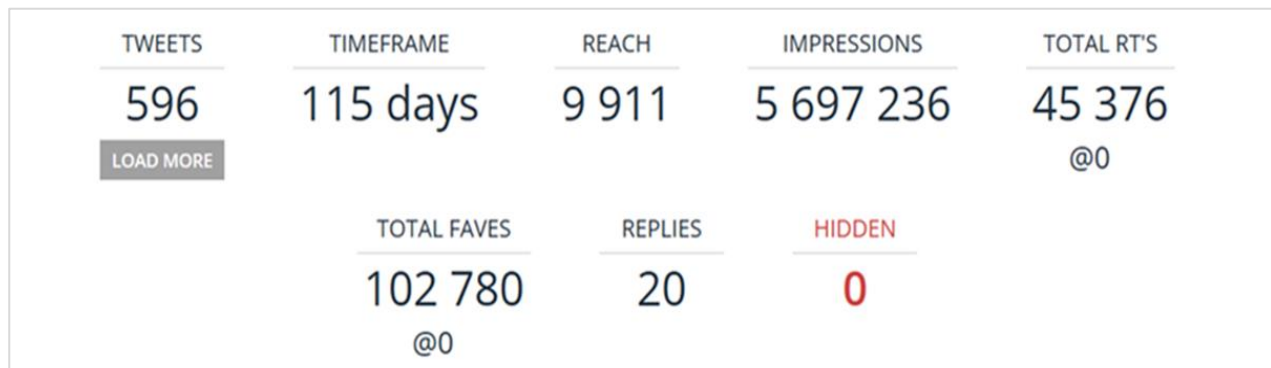 TWEETS TIMEFRAME REACH IMPRESSIONS TOTAL RT'S
596 115 days 9 911 5 697 236 45 376
LOAD MORE @0
TOTAL FAVES REPLIES HIDDEN
102 780 20 0
@0